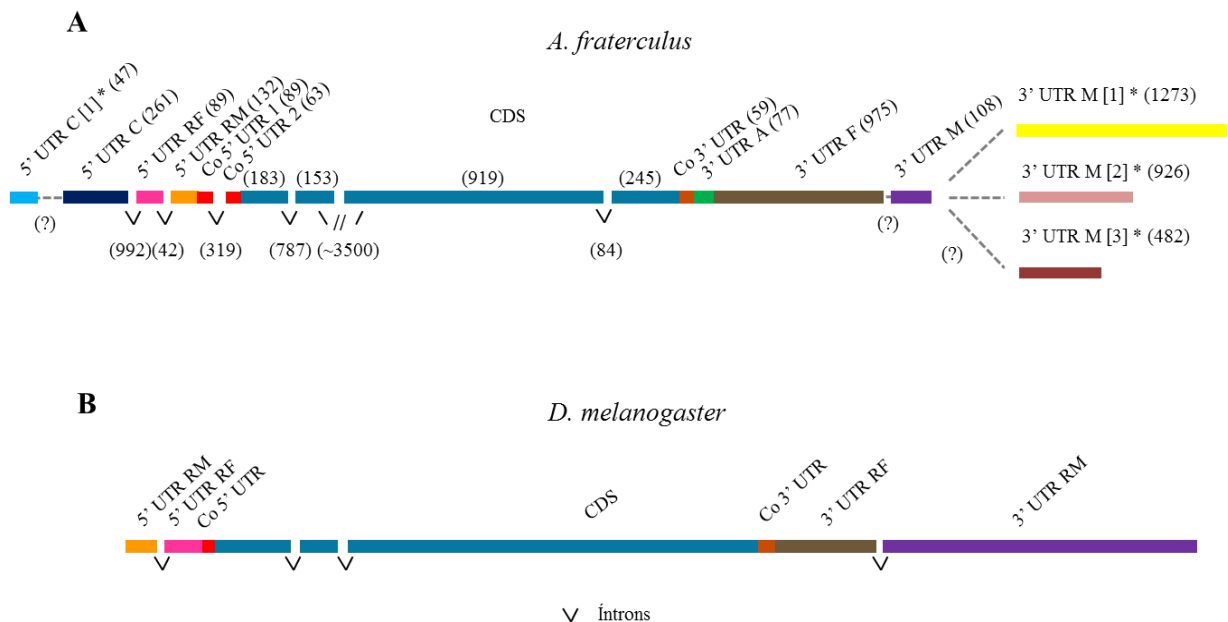 A
A. fraterculus
5’ UTR C [1] * (47)
5’ UTR C (261)
5’ UTR RF (89)
5’ UTR RM (132)
Co 5’ UTR 1 (89)
Co 5’ UTR 2 (63)
CDS
Co 3’ UTR (59)
3’ UTR A (77)
3’ UTR F (975)
3’ UTR M (108)
3’ UTR M [1] * (1273)
3’ UTR M [2] * (926)
3’ UTR M [3] * (482)
(183) (153) (919) (245)
(?) (?) (?)
(992)(42) (319) (787) (~3500) (84)
//
B
D. melanogaster
5’ UTR RM
5’ UTR RF
Co 5’ UTR
CDS
Co 3’ UTR
3’ UTR RF
3’ UTR RM
Íntrons